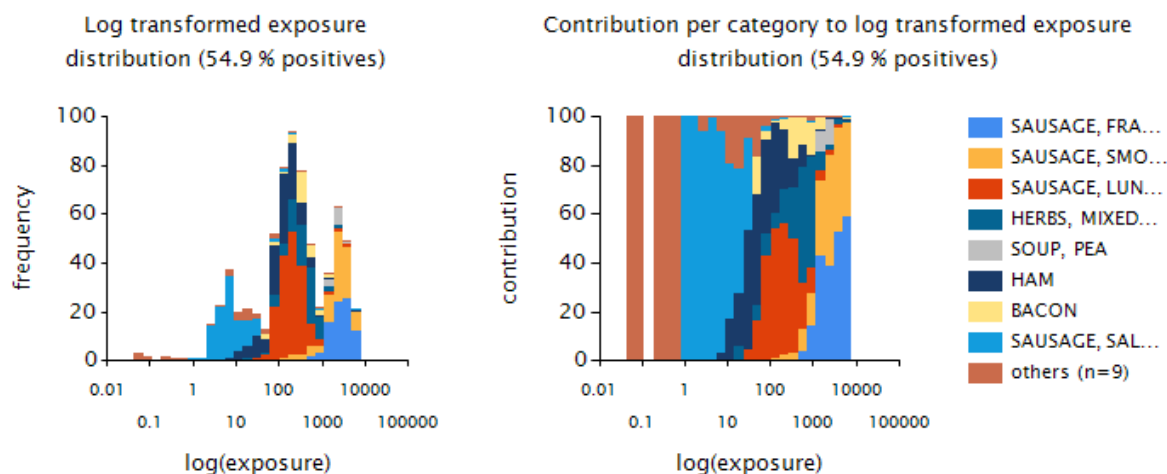 Log transformed exposure
distribution (54.9 % positives)
Contribution per category to log transformed exposure
distribution (54.9 % positives)
frequency
100
80
60
40
20
0
0.01
1
100
10000
0.1
10
1000
100000
log(exposure)
contribution
100
80
60
40
20
0
0.01
1
100
10000
0.1
10
1000
100000
log(exposure)
SAUSAGE, FRA...
SAUSAGE, SMO...
SAUSAGE, LUN...
HERBS, MIXED...
SOUP, PEA
HAM
BACON
SAUSAGE, SAL...
others (n=9)